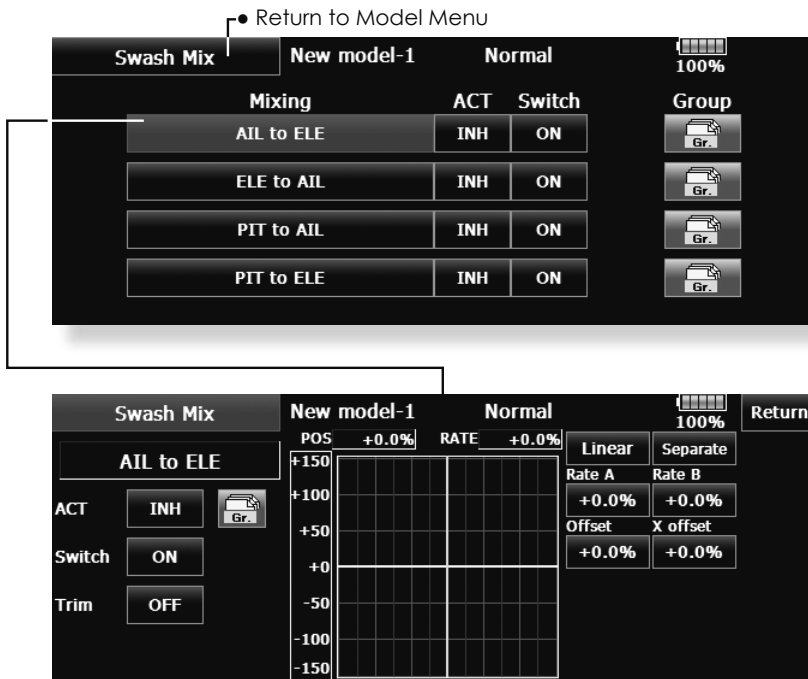 Return to Model Menu
Swash Mix New model-1 Normal 100%
Mixing ACT Switch Group
AIL to ELE INH ON Gr.
ELE to AIL INH ON Gr.
PIT to AIL INH ON Gr.
PIT to ELE INH ON Gr.
Swash Mix New model-1 Normal 100% Return
POS +0.0% RATE +0.0%
AIL to ELE
ACT INH Gr.
Switch ON
Trim OFF
+150
+100
+50
+0
-50
-100
-150
Linear Separate
Rate A Rate B
+0.0% +0.0%
Offset X offset
+0.0% +0.0%